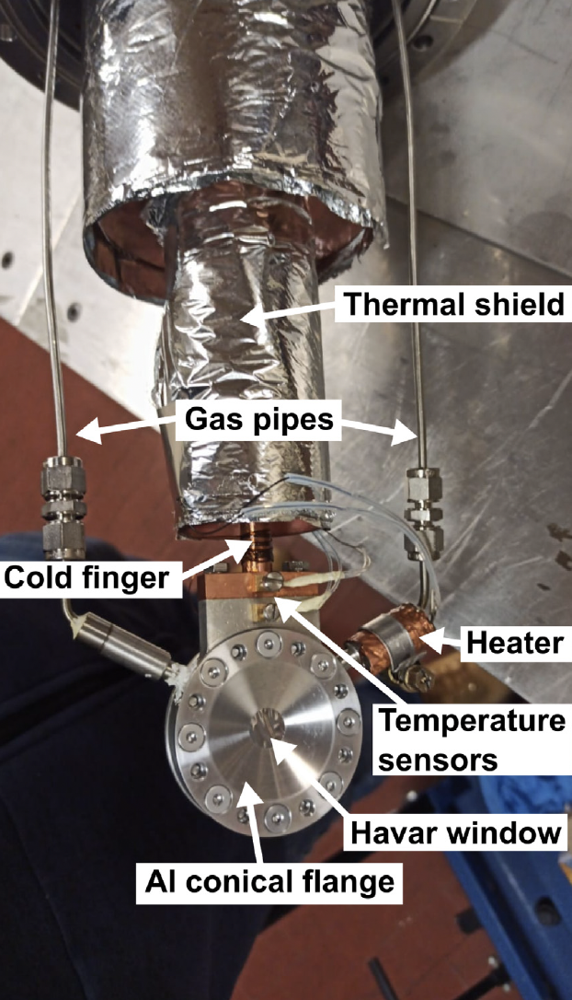 Thermal shield
Gas pipes
Cold finger
Heater
Temperature
sensors
Havar window
Al conical flange